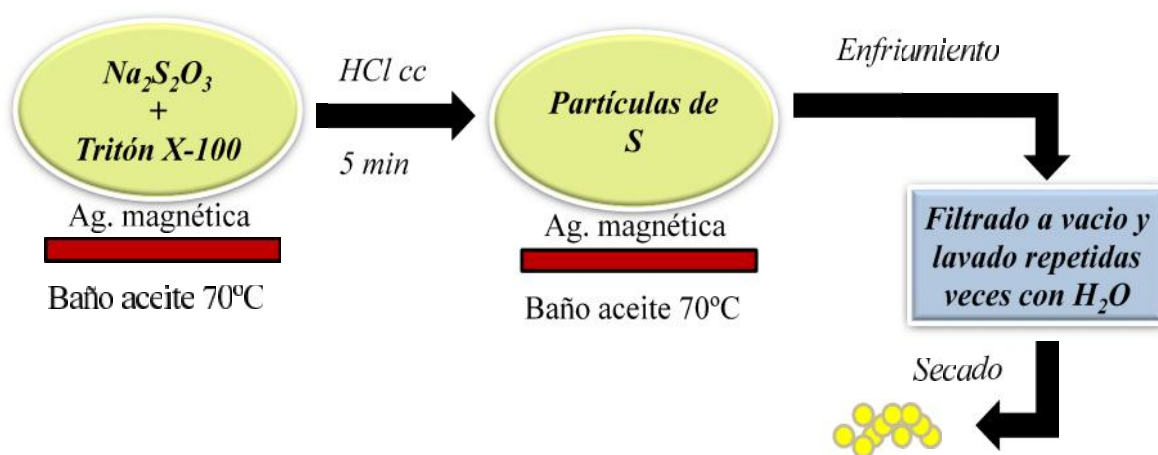 Na₂S₂O₃
+
Tritón X-100
Ag. magnética
Baño aceite 70ºC
HCl cc
5 min
Partículas de
S
Ag. magnética
Baño aceite 70ºC
Enfriamiento
Filtrado a vacio y
lavado repetidas
veces con H₂O
Secado